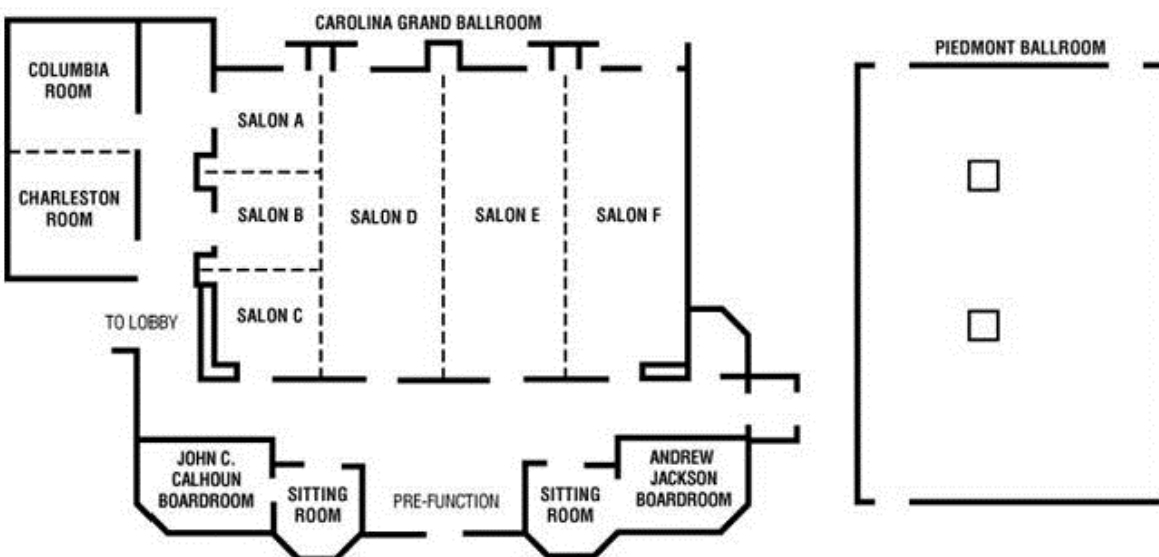 CAROLINA GRAND BALLROOM
PIEDMONT BALLROOM
COLUMBIA
ROOM
SALON A
CHARLESTON
ROOM
SALON B
SALON D
SALON E
SALON F
SALON C
TO LOBBY
JOHN C.
CALHOUN
BOARDROOM
SITTING
ROOM
PRE-FUNCTION
SITTING
ROOM
ANDREW
JACKSON
BOARDROOM